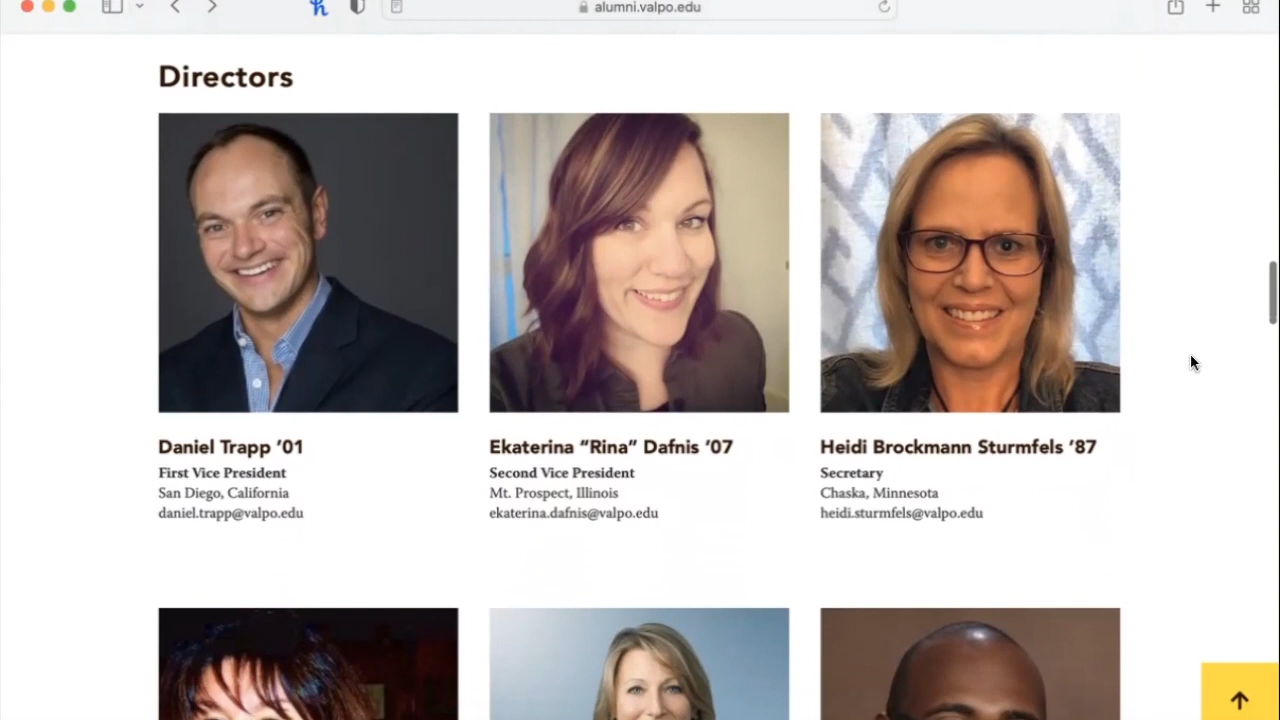 alumni.valpo.edu
Directors
Daniel Trapp ’01
First Vice President
San Diego, California
daniel.trapp@valpo.edu
Ekaterina “Rina” Dafnis ’07
Second Vice President
Mt. Prospect, Illinois
ekaterina.dafnis@valpo.edu
Heidi Brockmann Sturmfels ’87
Secretary
Chaska, Minnesota
heidi.sturmfels@valpo.edu